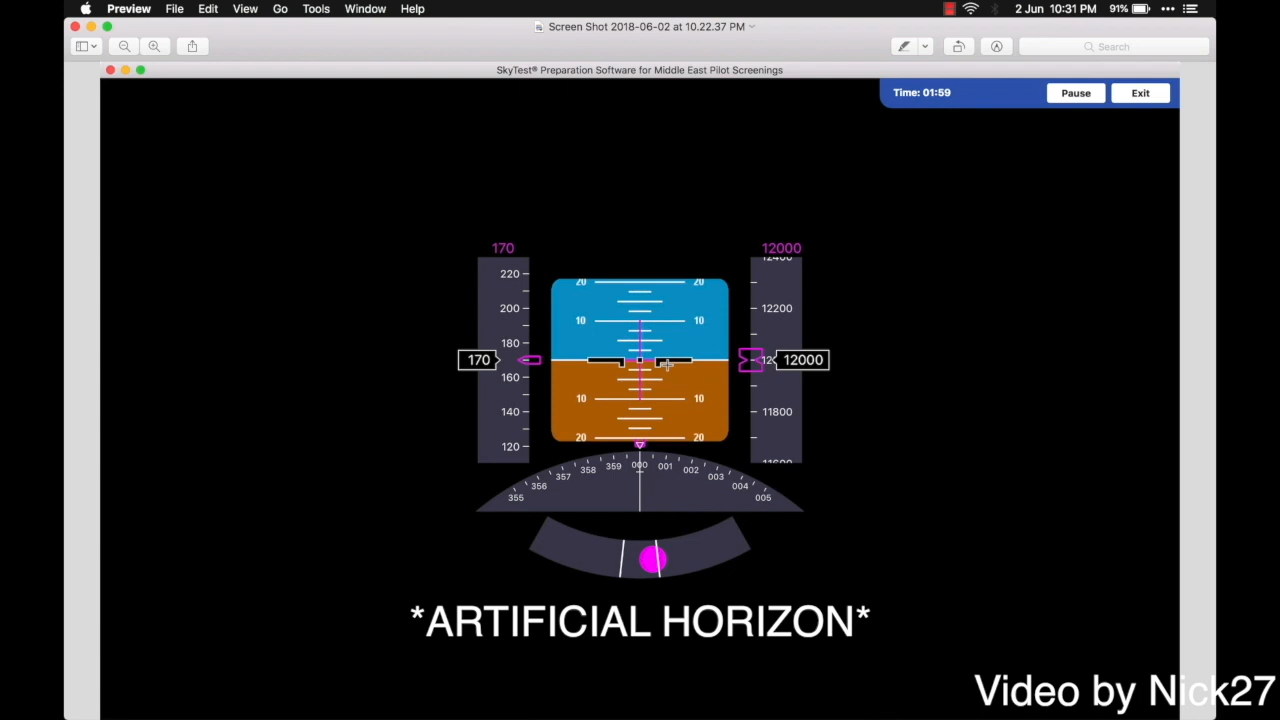 Preview File Edit View Go Tools Window Help 2 Jun 10:31 PM 91%
Screen Shot 2018-06-02 at 10.22.37 PM
Search
SkyTest® Preparation Software for Middle East Pilot Screenings
Time: 01:59 Pause Exit
170 12000
12400
220
20 20
200 12200
10 10
180
170 12000
160
10 10
140 11800
20 20
120
11600
355 356 357 358 359 000 001 002 003 004 005
*ARTIFICIAL HORIZON*
Video by Nick27